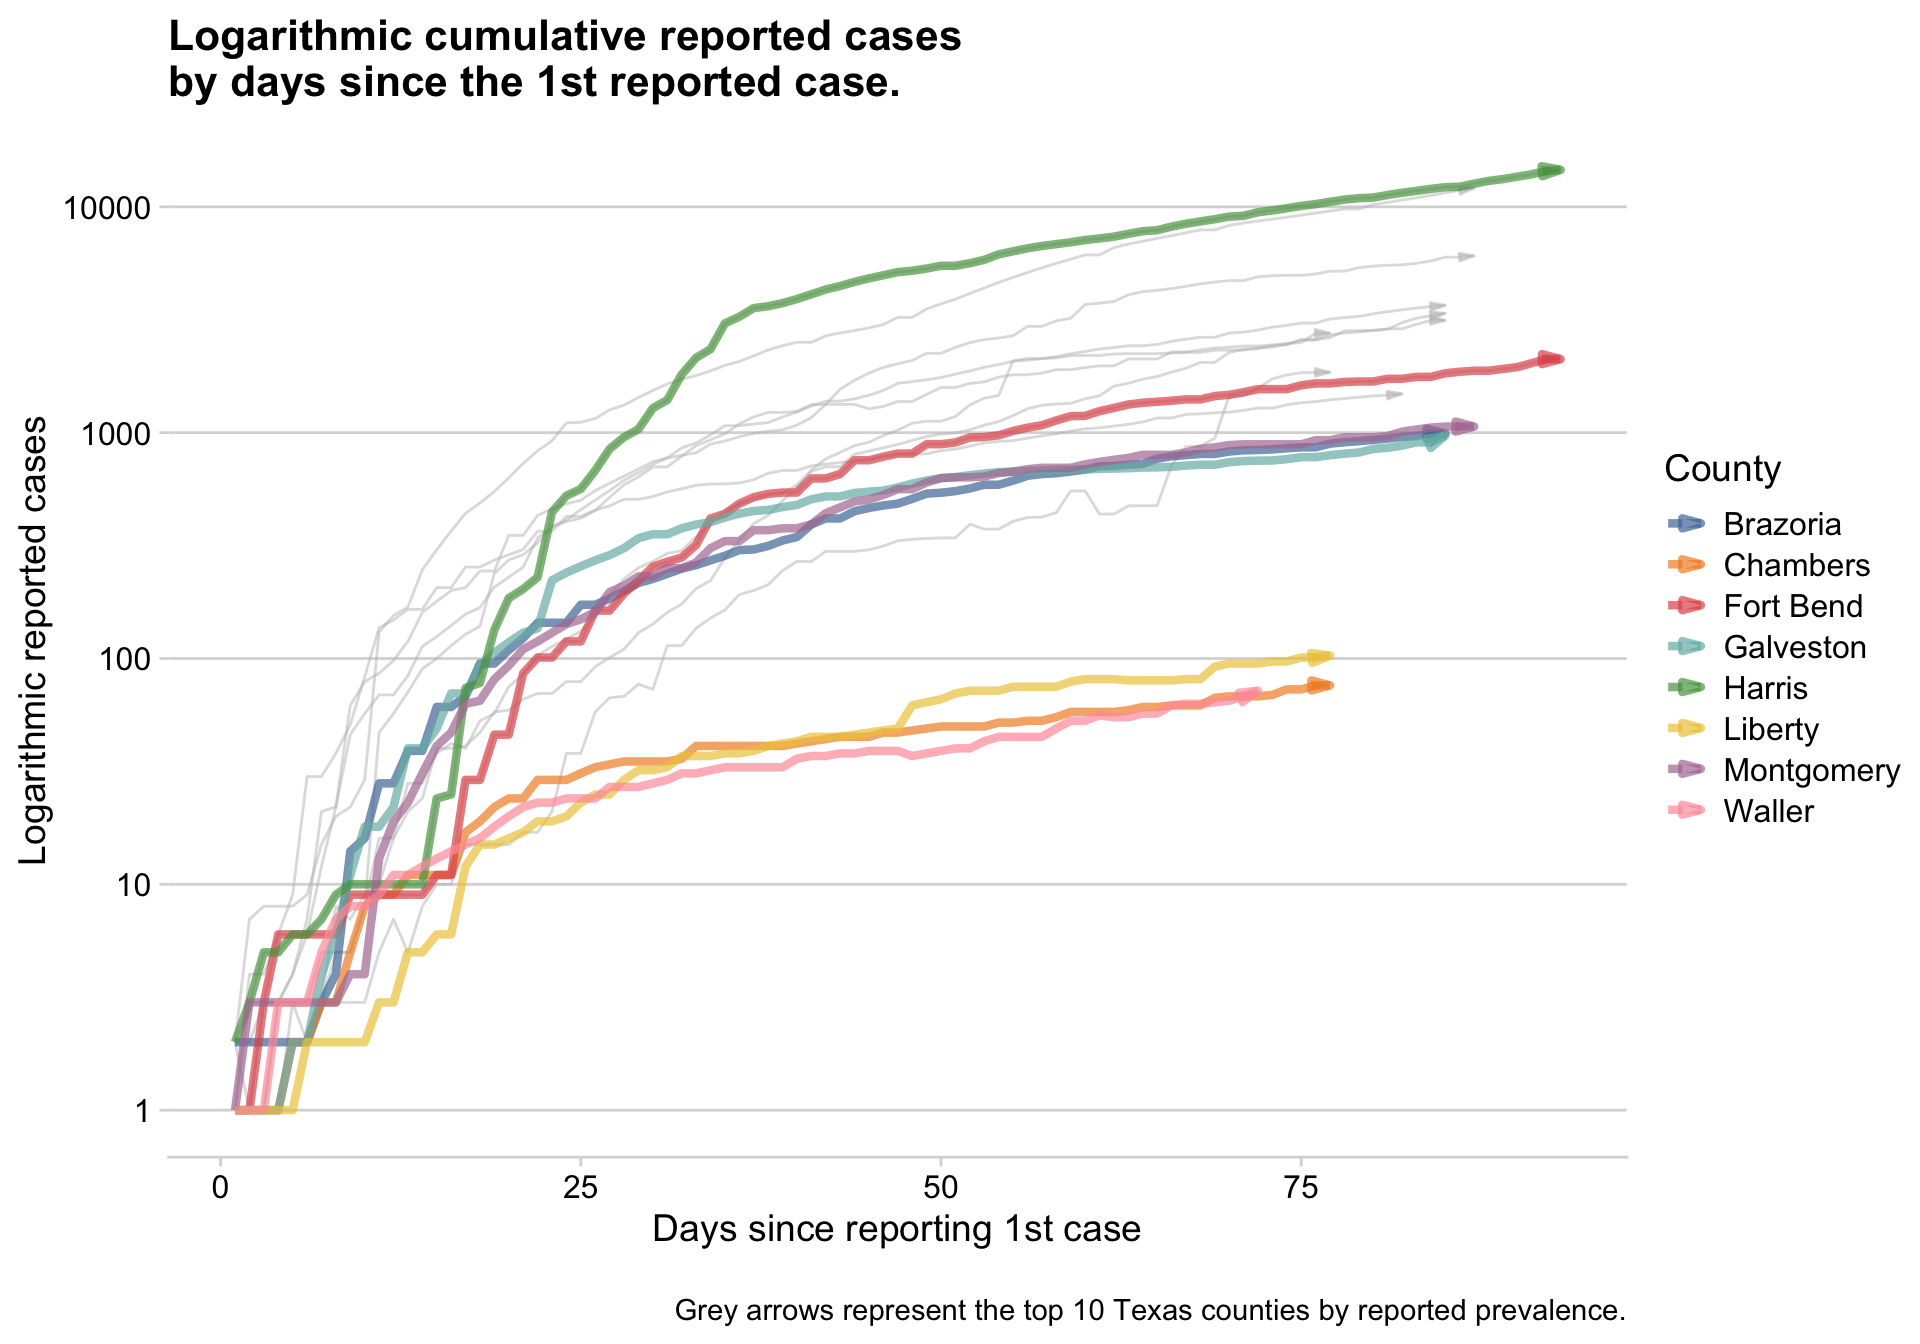 Logarithmic cumulative reported cases
by days since the 1st reported case.
Logarithmic reported cases
10000
1000
100
10
1
0
25
50
75
Days since reporting 1st case
County
Brazoria
Chambers
Fort Bend
Galveston
Harris
Liberty
Montgomery
Waller
Grey arrows represent the top 10 Texas counties by reported prevalence.